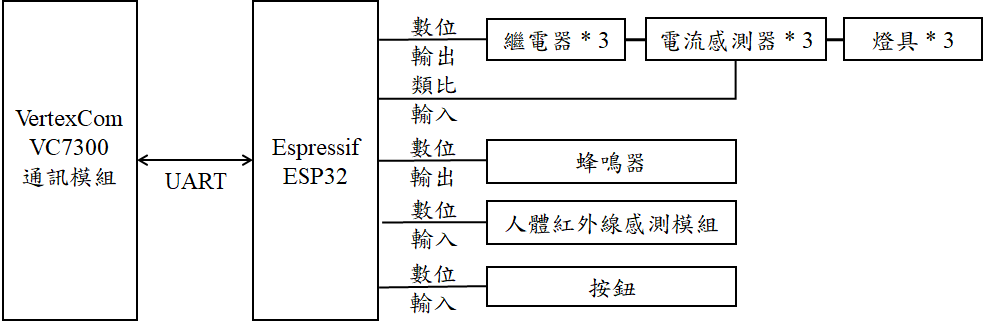 VertexCom
VC7300
通訊模組
UART
Espressif
ESP32
數位
輸出
繼電器 * 3
電流感測器 * 3
燈具 * 3
類比
輸入
數位
輸出
蜂鳴器
數位
輸入
人體紅外線感測模組
數位
輸入
按鈕